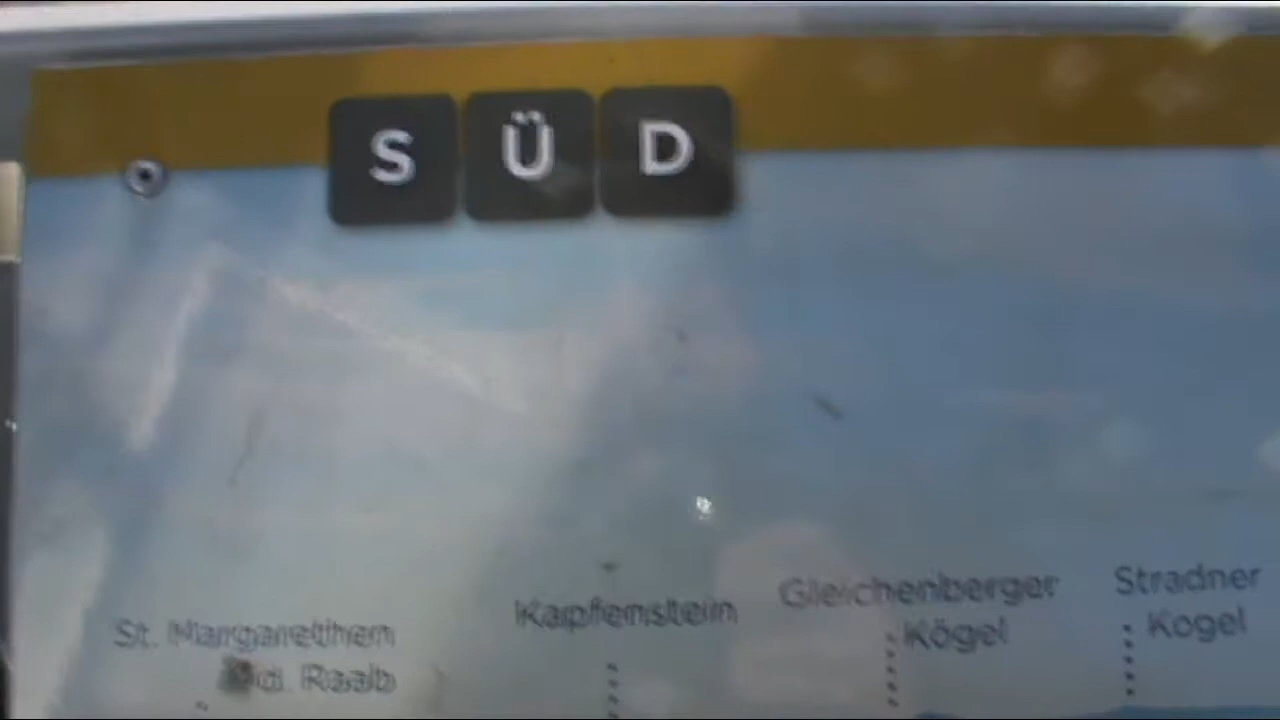 SÜD
St. Margarethen
d. Raab
Kapfenstein
Gleichenberger
Kögel
Stradner
Kogel